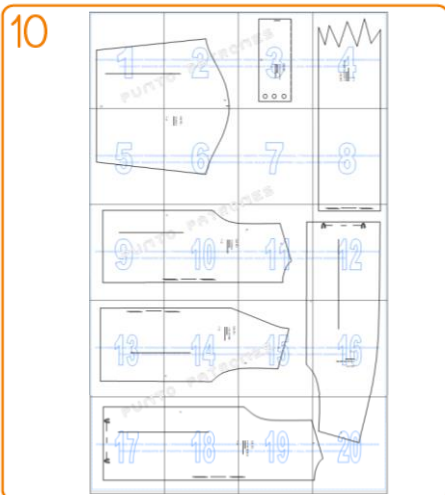 10
1 2 3 4
PUNTO PATRONES
5 6 7 8
PUNTO PATRONES
9 10 11 12
PUNTO PATRONES
13 14 15 16
PUNTO PATRONES
17 18 19 20